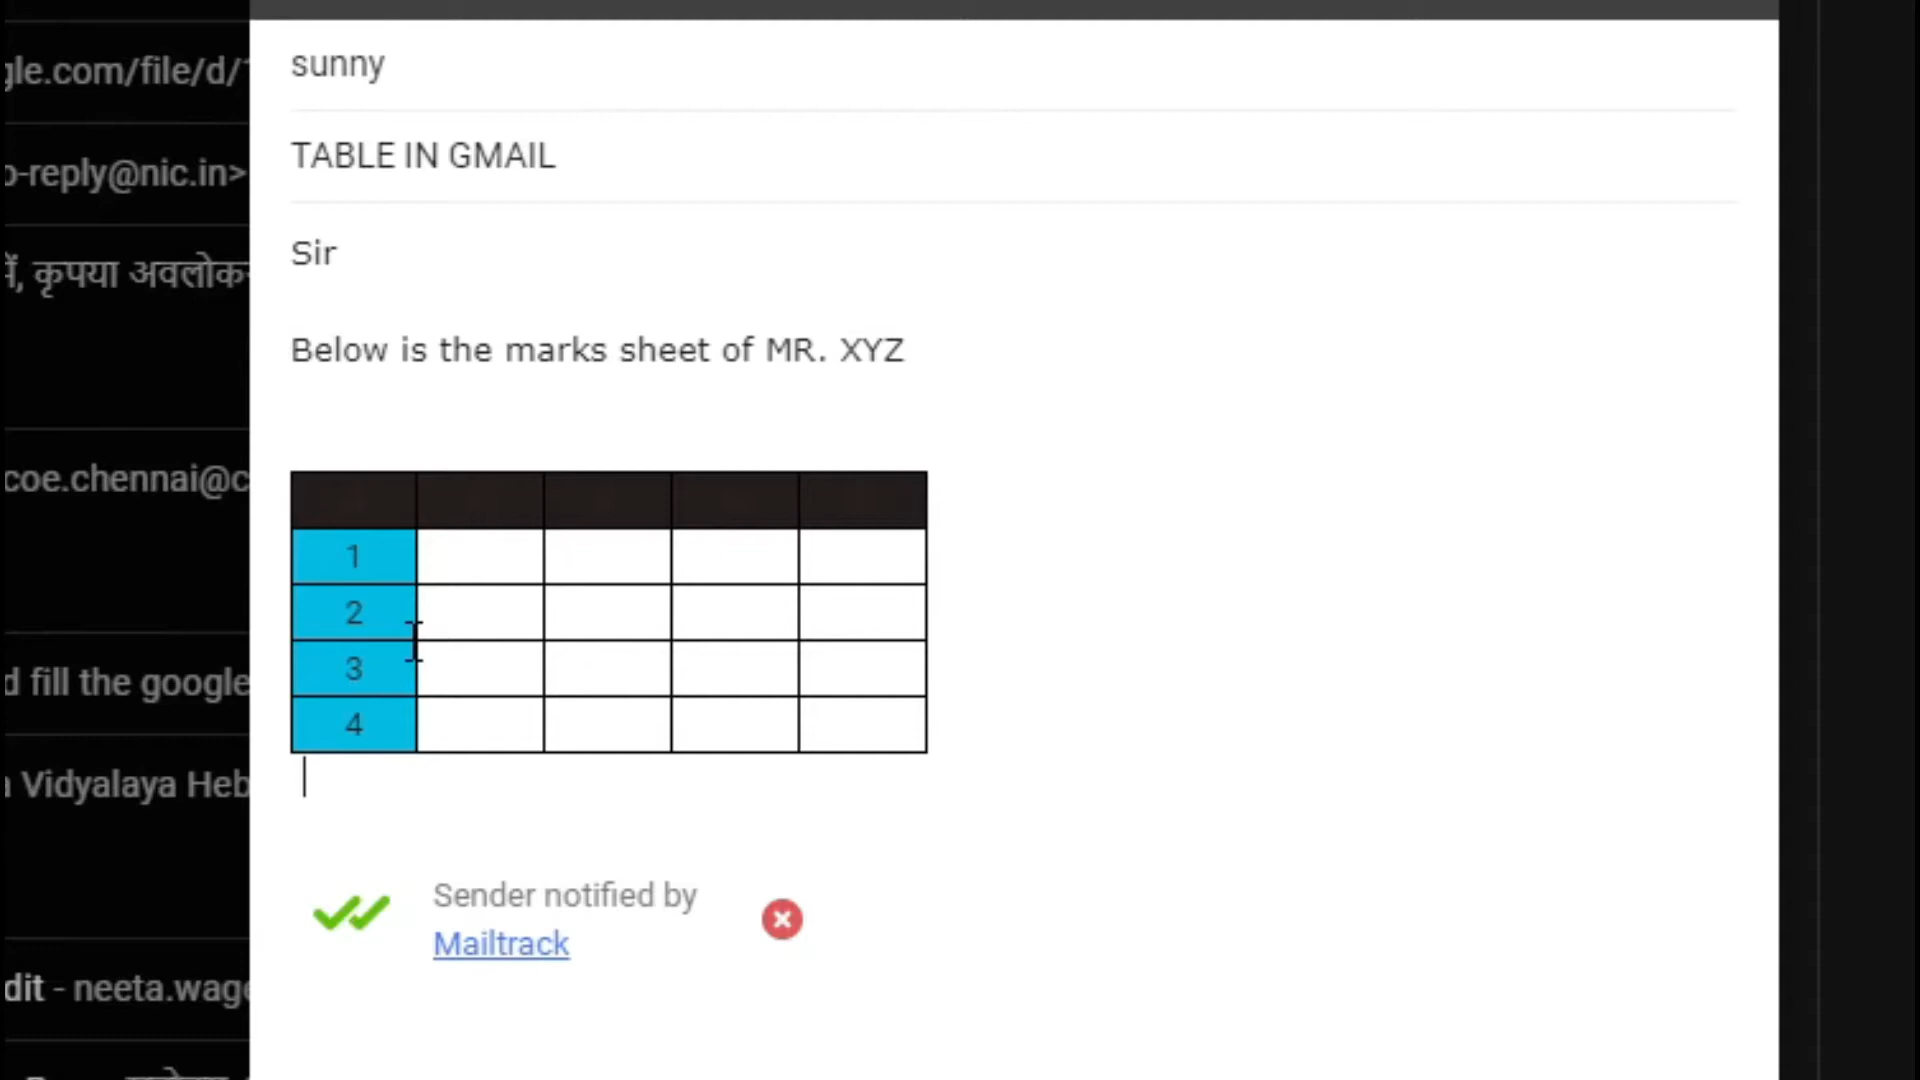 gle.com/file/d/
o-reply@nic.in>
में, कृपया अवलोकन
coe.chennai@c
d fill the google
Vidyalaya Heb
dit - neeta.wage
sunny
TABLE IN GMAIL
Sir
Below is the marks sheet of MR. XYZ
1
2
3
4
Sender notified by
Mailtrack